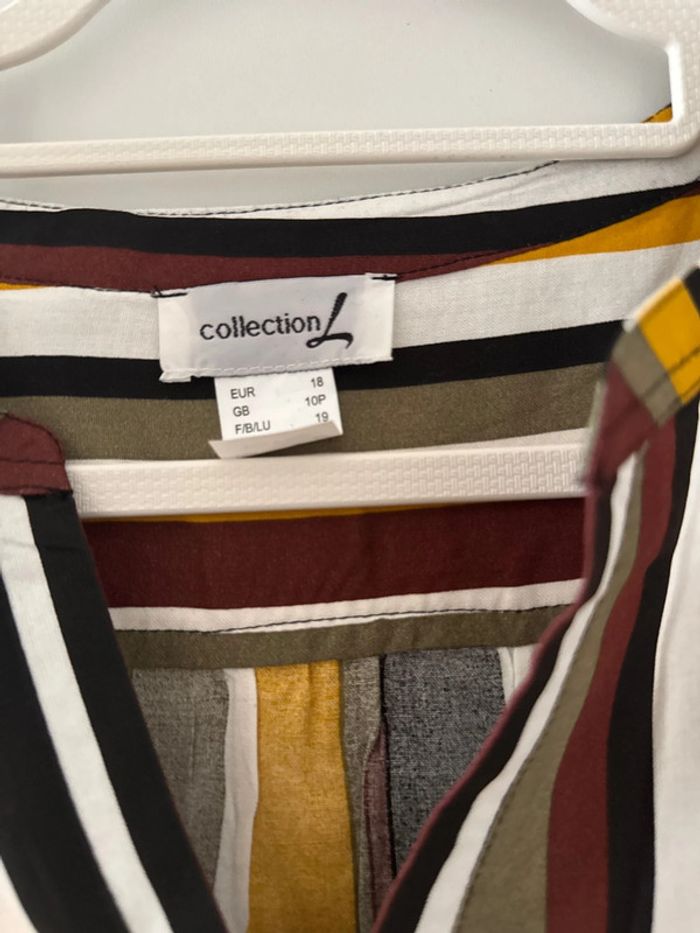 collection L
EUR 18
GB 10P
F/B/LU 19